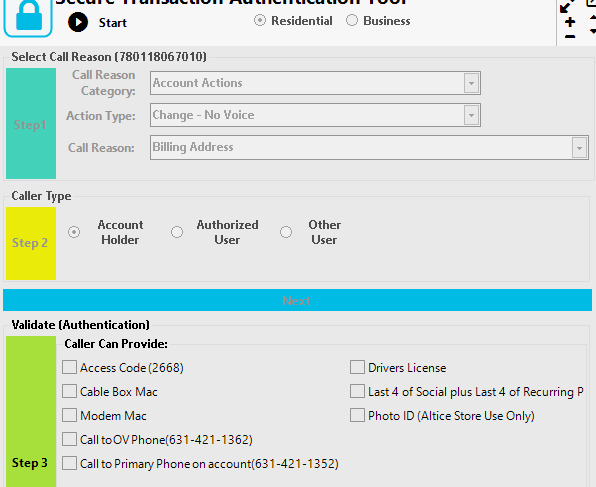 Secure Transaction Authentication Tool
Start
Residential
Business
Select Call Reason (780118067010)
Step1
Call Reason Category:
Account Actions
Action Type:
Change - No Voice
Call Reason:
Billing Address
Caller Type
Step 2
Account Holder
Authorized User
Other User
Next
Validate (Authentication)
Caller Can Provide:
Access Code (2668)
Drivers License
Cable Box Mac
Last 4 of Social plus Last 4 of Recurring P
Modem Mac
Photo ID (Altice Store Use Only)
Call to OV Phone(631-421-1362)
Step 3
Call to Primary Phone on account(631-421-1352)